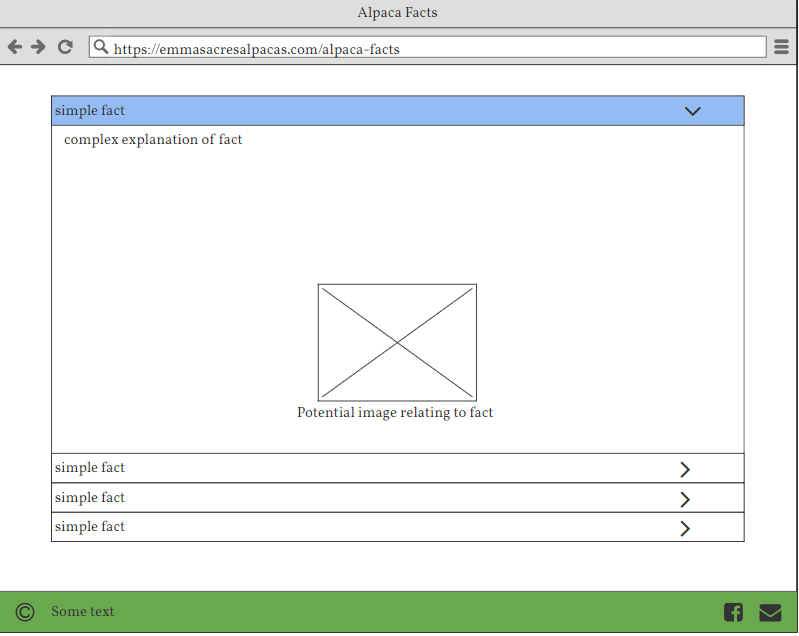 Alpaca Facts
https://emmasacresalpacas.com/alpaca-facts
simple fact
complex explanation of fact
Potential image relating to fact
simple fact
simple fact
simple fact
© Some text